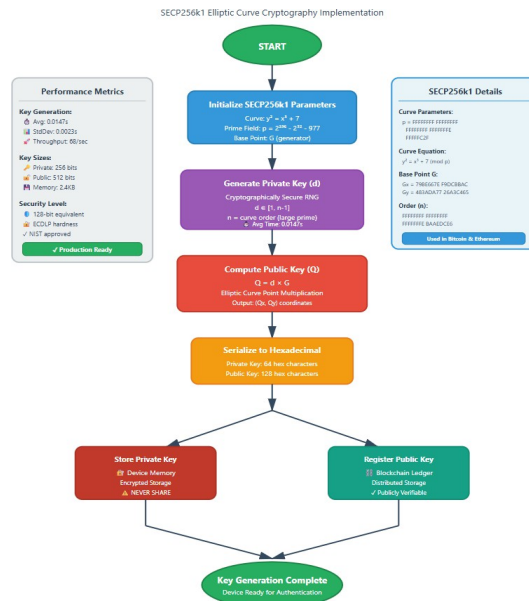 SECP256k1 Elliptic Curve Cryptography Implementation
START
Performance Metrics
Key Generation:
Avg: 0.0147s
StdDev: 0.0023s
Throughput: 68/sec
Key Sizes:
Private: 256 bits
Public: 512 bits
Memory: 2.4KB
Security Level:
128-bit equivalent
ECDLP hardness
✓ NIST approved
✓ Production Ready
Initialize SECP256k1 Parameters
Curve: y² = x³ + 7
Prime Field: p = 2²⁵⁶ - 2³² - 977
Base Point: G (generator)
SECP256k1 Details
Curve Parameters:
p = FFFFFFFF FFFFFFFF
FFFFFFFF FFFFFFFE
FFFFFC2F
Curve Equation:
y² = x³ + 7 (mod p)
Base Point G:
Gx = 79BE667E F9DCBBAC
Gy = 483ADA77 26A3C465
Order (n):
FFFFFFFF FFFFFFFF
FFFFFFFE BAAEDCE6
Used in Bitcoin & Ethereum
Generate Private Key (d)
Cryptographically Secure RNG
d ∈ [1, n-1]
n = curve order (large prime)
Avg Time: 0.0147s
Compute Public Key (Q)
Q = d × G
Elliptic Curve Point Multiplication
Output: (Qx, Qy) coordinates
Serialize to Hexadecimal
Private Key: 64 hex characters
Public Key: 128 hex characters
Store Private Key
Device Memory
Encrypted Storage
⚠ NEVER SHARE
Register Public Key
Blockchain Ledger
Distributed Storage
✓ Publicly Verifiable
Key Generation Complete
Device Ready for Authentication